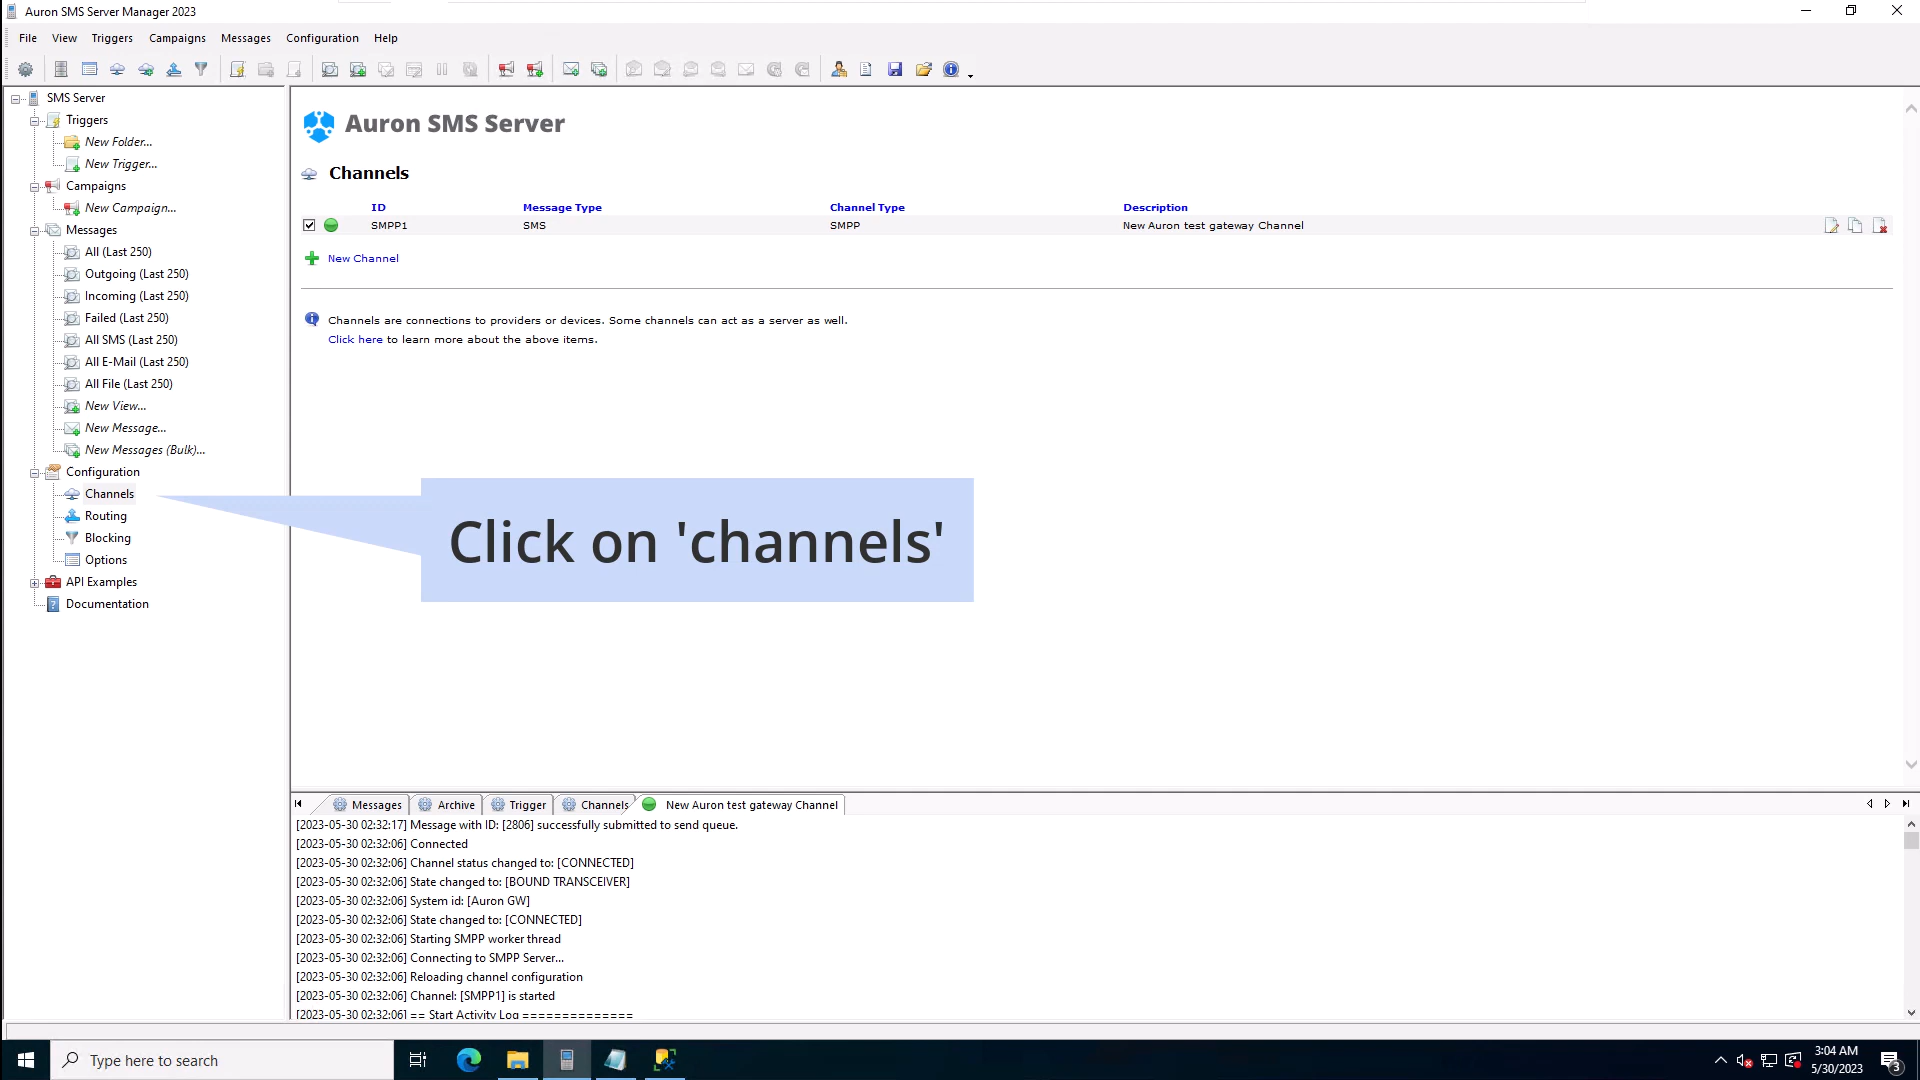 Auron SMS Server Manager 2023
File View Triggers Campaigns Messages Configuration Help
SMS Server
Triggers
New Folder...
New Trigger...
Campaigns
New Campaign...
Messages
All (Last 250)
Outgoing (Last 250)
Incoming (Last 250)
Failed (Last 250)
All SMS (Last 250)
All E-Mail (Last 250)
All File (Last 250)
New View...
New Message...
New Messages (Bulk)...
Configuration
Channels
Routing
Blocking
Options
API Examples
Documentation
Auron SMS Server
Channels
ID Message Type Channel Type Description
SMPP1 SMS SMPP New Auron test gateway Channel
New Channel
Channels are connections to providers or devices. Some channels can act as a server as well.
Click here to learn more about the above items.
Click on 'channels'
Messages Archive Trigger Channels New Auron test gateway Channel
[2023-05-30 02:32:17] Message with ID: [2806] successfully submitted to send queue.
[2023-05-30 02:32:06] Connected
[2023-05-30 02:32:06] Channel status changed to: [CONNECTED]
[2023-05-30 02:32:06] State changed to: [BOUND TRANSCEIVER]
[2023-05-30 02:32:06] System id: [Auron GW]
[2023-05-30 02:32:06] State changed to: [CONNECTED]
[2023-05-30 02:32:06] Starting SMPP worker thread
[2023-05-30 02:32:06] Connecting to SMPP Server...
[2023-05-30 02:32:06] Reloading channel configuration
[2023-05-30 02:32:06] Channel: [SMPP1] is started
[2023-05-30 02:32:06] == Start Activity Log ==============
Type here to search
3:04 AM
5/30/2023
3